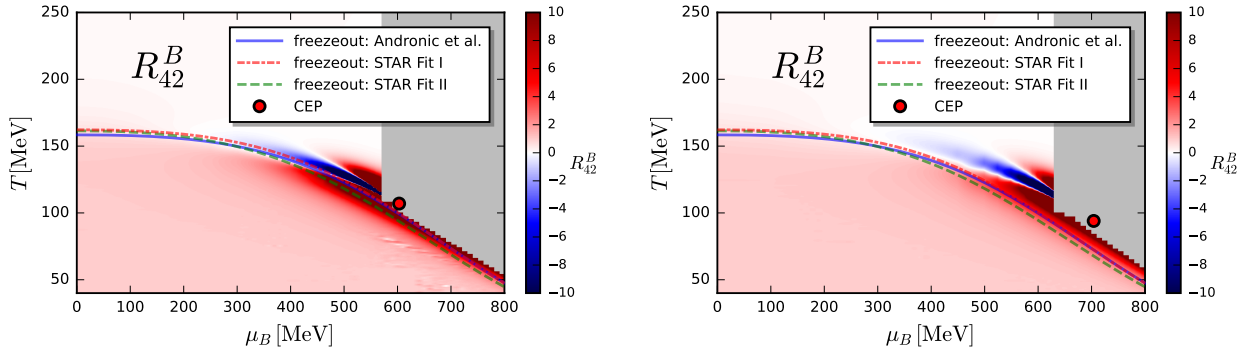 R^B_42
freezeout: Andronic et al.
freezeout: STAR Fit I
freezeout: STAR Fit II
CEP
T [MeV]
250
200
150
100
50
0 100 200 300 400 500 600 700 800
μ_B [MeV]
10
8
6
4
2
0
−2
−4
−6
−8
−10
R^B_42
R^B_42
freezeout: Andronic et al.
freezeout: STAR Fit I
freezeout: STAR Fit II
CEP
T [MeV]
250
200
150
100
50
0 100 200 300 400 500 600 700 800
μ_B [MeV]
10
8
6
4
2
0
−2
−4
−6
−8
−10
R^B_42